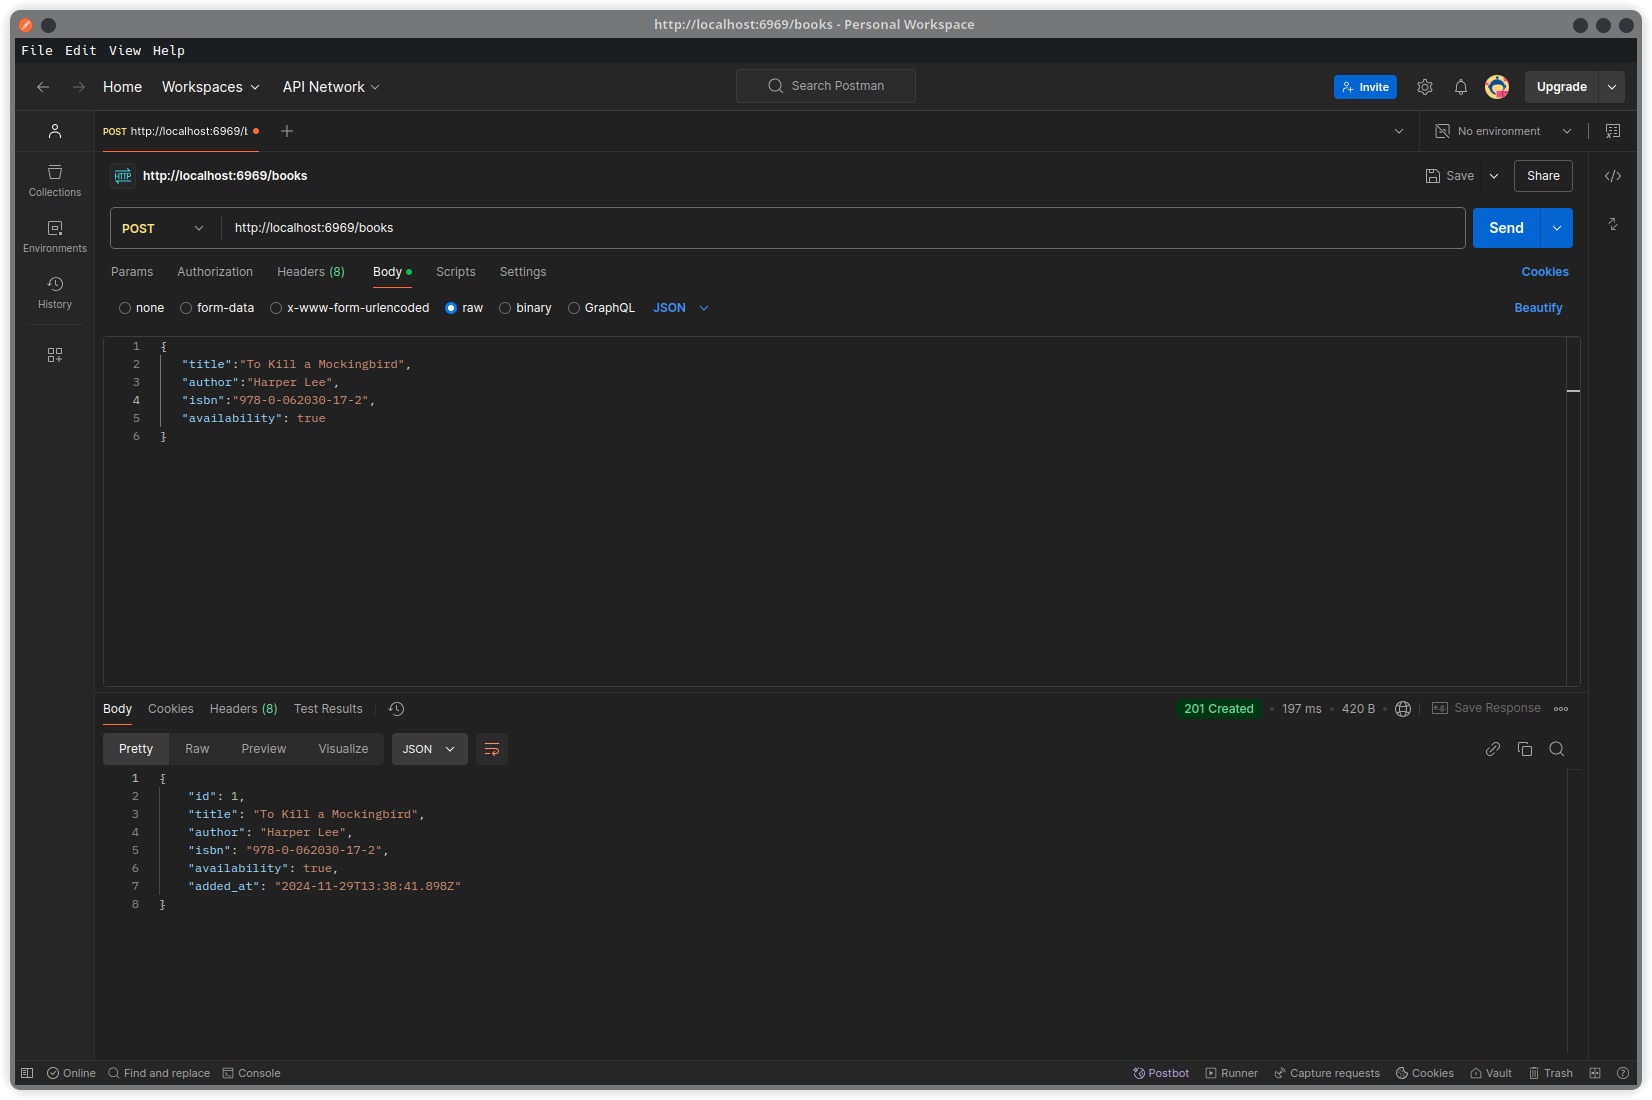 http://localhost:6969/books - Personal Workspace
File Edit View Help
Home Workspaces API Network Search Postman Invite Upgrade
POST http://localhost:6969/b No environment
Collections
Environments
History
HTTP http://localhost:6969/books Save Share
POST http://localhost:6969/books Send
Params Authorization Headers (8) Body Scripts Settings Cookies
none form-data x-www-form-urlencoded raw binary GraphQL JSON Beautify
1 {
2 "title":"To Kill a Mockingbird",
3 "author":"Harper Lee",
4 "isbn":"978-0-062030-17-2",
5 "availability": true
6 }
Body Cookies Headers (8) Test Results 201 Created 197 ms 420 B e.g. Save Response
Pretty Raw Preview Visualize JSON
1 {
2 "id": 1,
3 "title": "To Kill a Mockingbird",
4 "author": "Harper Lee",
5 "isbn": "978-0-062030-17-2",
6 "availability": true,
7 "added_at": "2024-11-29T13:38:41.898Z"
8 }
Online Find and replace Console Postbot Runner Capture requests Cookies Vault Trash